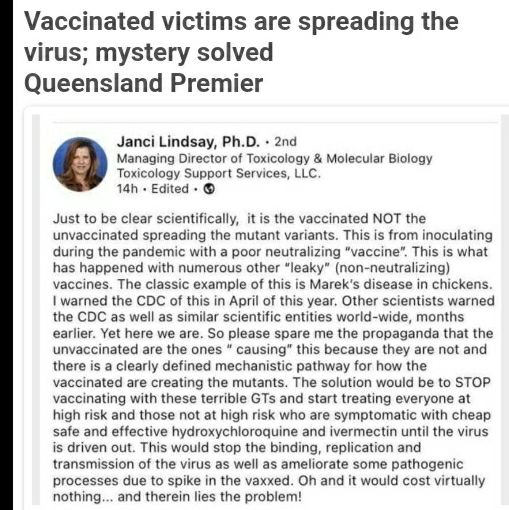 Vaccinated victims are spreading the
virus; mystery solved
Queensland Premier
Janci Lindsay, Ph.D. • 2nd
Managing Director of Toxicology & Molecular Biology
Toxicology Support Services, LLC.
14h • Edited •
Just to be clear scientifically,  it is the vaccinated NOT the
unvaccinated spreading the mutant variants. This is from inoculating
during the pandemic with a poor neutralizing "vaccine". This is what
has happened with numerous other "leaky" (non-neutralizing)
vaccines. The classic example of this is Marek's disease in chickens.
I warned the CDC of this in April of this year. Other scientists warned
the CDC as well as similar scientific entities world-wide, months
earlier. Yet here we are. So please spare me the propaganda that the
unvaccinated are the ones " causing" this because they are not and
there is a clearly defined mechanistic pathway for how the
vaccinated are creating the mutants. The solution would be to STOP
vaccinating with these terrible GTs and start treating everyone at
high risk and those not at high risk who are symptomatic with cheap
safe and effective hydroxychloroquine and ivermectin until the virus
is driven out. This would stop the binding, replication and
transmission of the virus as well as ameliorate some pathogenic
processes due to spike in the vaxxed. Oh and it would cost virtually
nothing... and therein lies the problem!